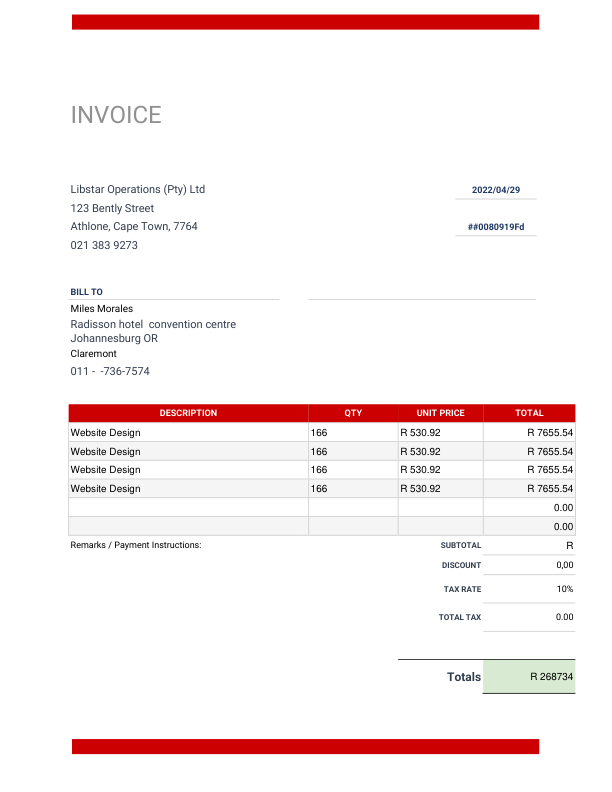 INVOICE
Libstar Operations (Pty) Ltd
2022/04/29
123 Bently Street
Athlone, Cape Town, 7764
##0080919Fd
021 383 9273
BILL TO
Miles Morales
Radisson hotel  convention centre
Johannesburg OR
Claremont
011 -  -736-7574
DESCRIPTION QTY UNIT PRICE TOTAL
Website Design 166 R 530.92 R 7655.54
Website Design 166 R 530.92 R 7655.54
Website Design 166 R 530.92 R 7655.54
Website Design 166 R 530.92 R 7655.54
0.00
0.00
Remarks / Payment Instructions: SUBTOTAL R
DISCOUNT 0,00
TAX RATE 10%
TOTAL TAX 0.00
Totals R 268734